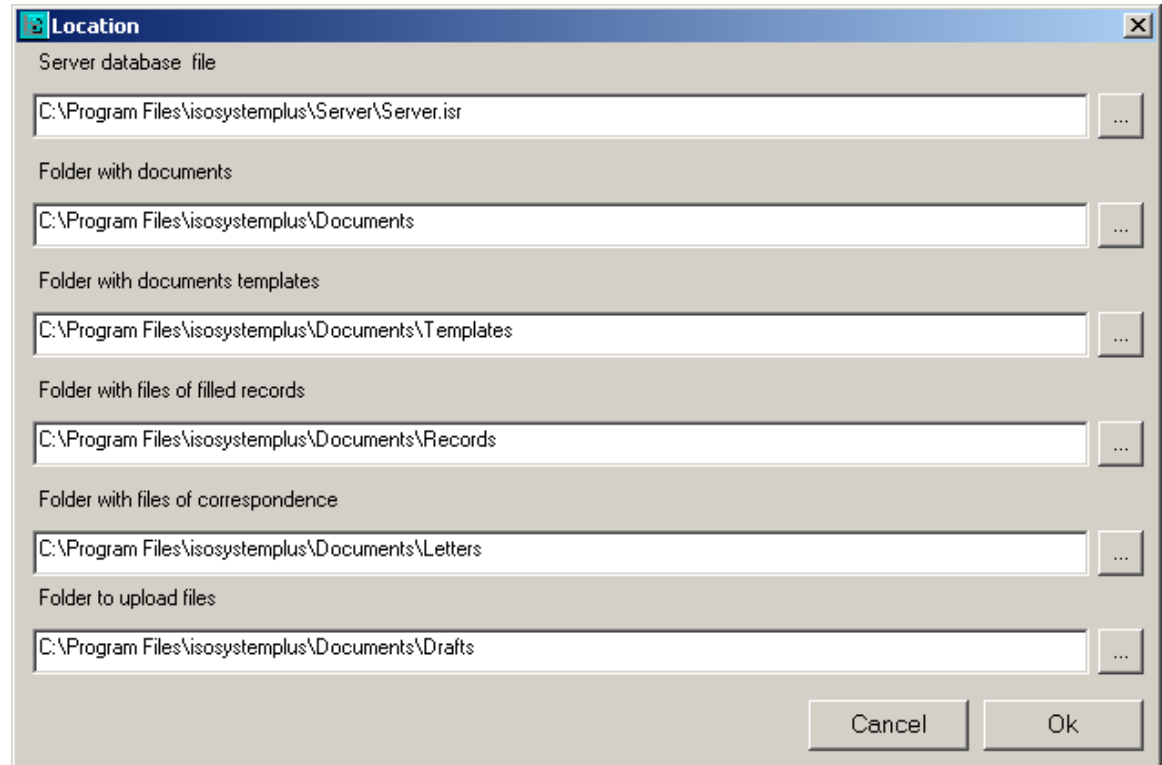 Location
Server database  file
C:\Program Files\isosystemplus\Server\Server.isr
...
Folder with documents
C:\Program Files\isosystemplus\Documents
...
Folder with documents templates
C:\Program Files\isosystemplus\Documents\Templates
...
Folder with files of filled records
C:\Program Files\isosystemplus\Documents\Records
...
Folder with files of correspondence
C:\Program Files\isosystemplus\Documents\Letters
...
Folder to upload files
C:\Program Files\isosystemplus\Documents\Drafts
...
Cancel Ok